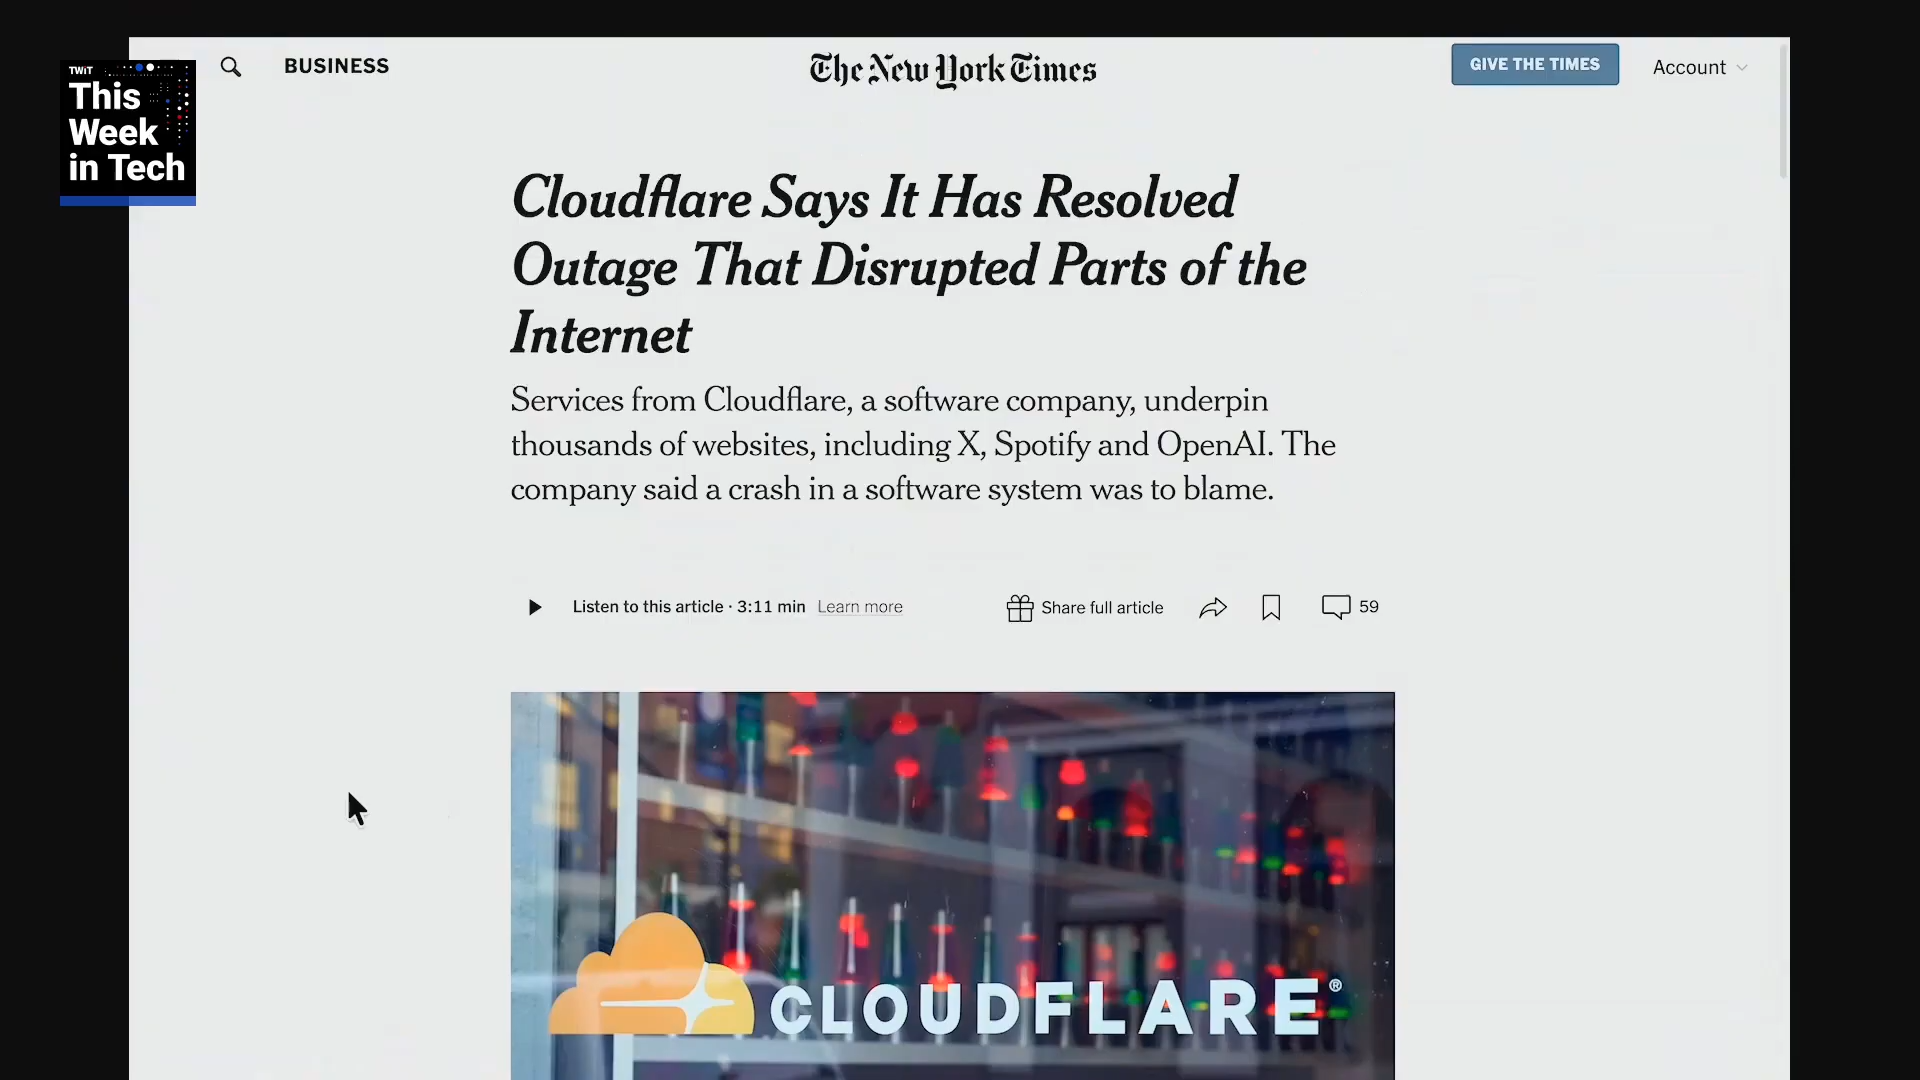 TWiT
This
Week
in Tech
BUSINESS
The New York Times
GIVE THE TIMES
Account
Cloudflare Says It Has Resolved
Outage That Disrupted Parts of the
Internet
Services from Cloudflare, a software company, underpin
thousands of websites, including X, Spotify and OpenAI. The
company said a crash in a software system was to blame.
Listen to this article · 3:11 min Learn more
Share full article
59
CLOUDFLARE®